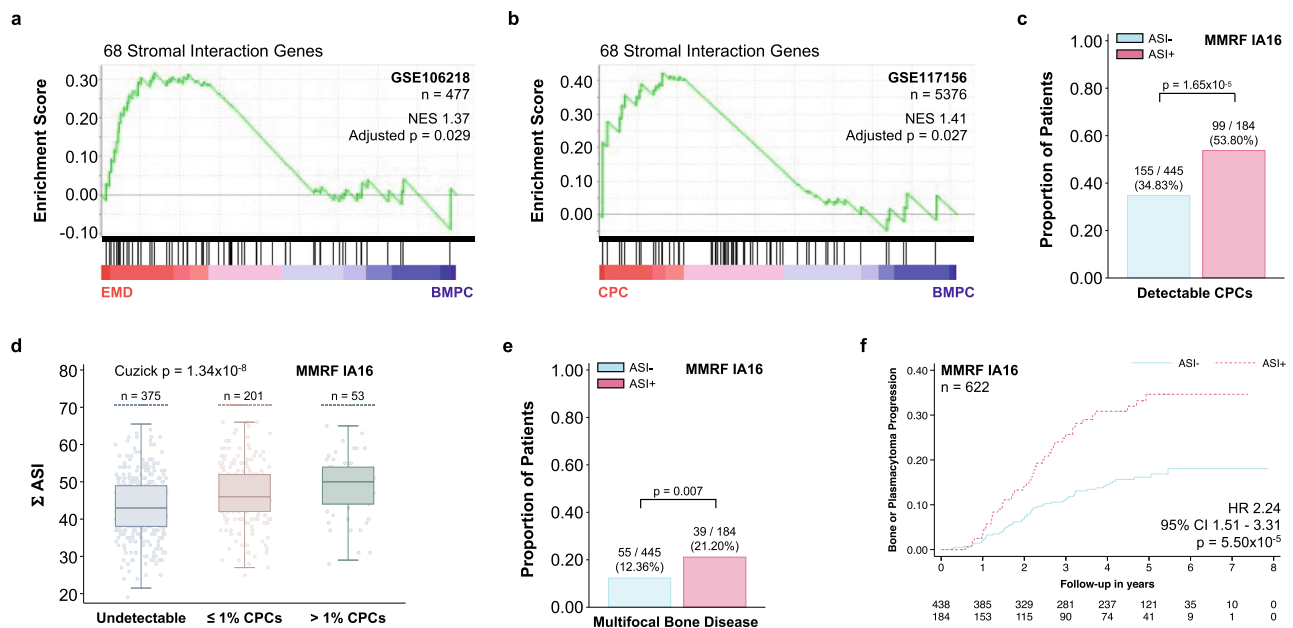 a
68 Stromal Interaction Genes
GSE106218
n = 477
NES 1.37
Adjusted p = 0.029
Enrichment Score
0.30
0.20
0.10
0.00
-0.10
EMD
BMPC
b
68 Stromal Interaction Genes
GSE117156
n = 5376
NES 1.41
Adjusted p = 0.027
Enrichment Score
0.40
0.30
0.20
0.10
0.00
CPC
BMPC
c
ASI-
ASI+
MMRF IA16
p = 1.65x10-5
99 / 184
(53.80%)
155 / 445
(34.83%)
Proportion of Patients
1.00
0.80
0.60
0.40
0.20
0.00
Detectable CPCs
d
Cuzick p = 1.34x10-8
MMRF IA16
n = 375
n = 201
n = 53
Σ ASI
80
70
60
50
40
30
20
Undetectable
≤ 1% CPCs
> 1% CPCs
e
ASI-
ASI+
MMRF IA16
p = 0.007
39 / 184
(21.20%)
55 / 445
(12.36%)
Proportion of Patients
1.00
0.80
0.60
0.40
0.20
0.00
Multifocal Bone Disease
f
ASI-
ASI+
MMRF IA16
n = 622
Bone or Plasmacytoma Progression
0.40
0.30
0.20
0.10
0.00
HR 2.24
95% CI 1.51 - 3.31
p = 5.50x10-5
0 1 2 3 4 5 6 7 8
Follow-up in years
438 385 329 281 237 121 35 10 0
184 153 115 90 74 41 9 1 0